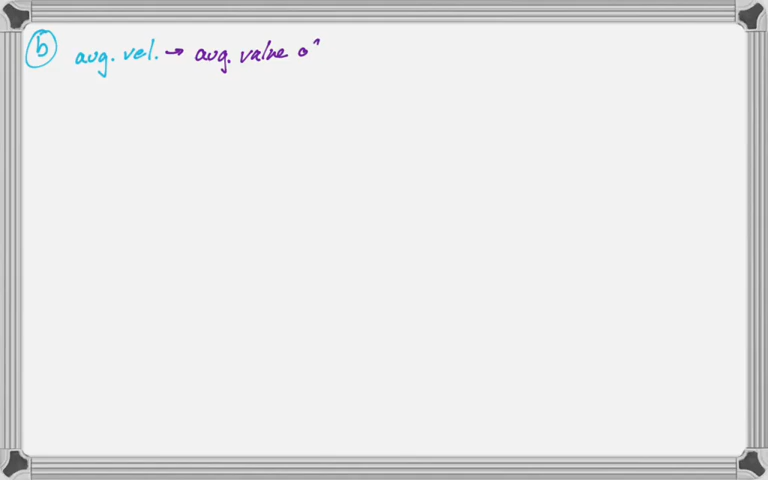 (b) avg. vel. → avg. value o